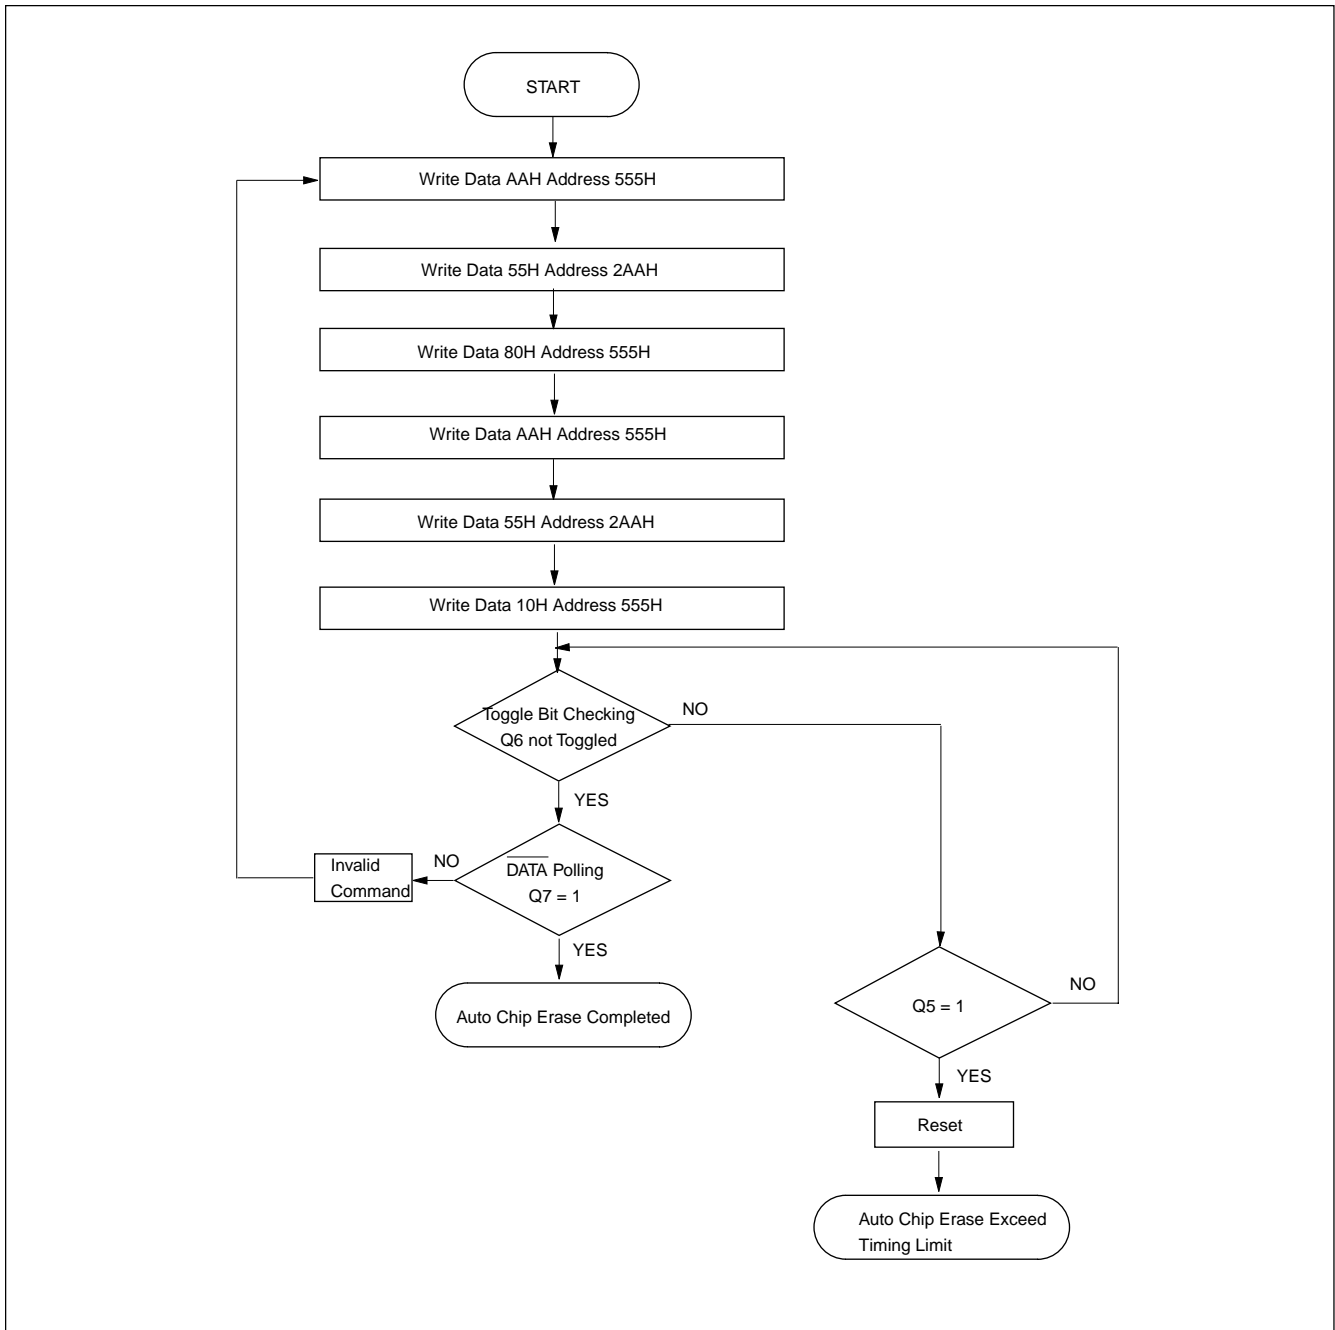 START
Write Data AAH Address 555H
Write Data 55H Address 2AAH
Write Data 80H Address 555H
Write Data AAH Address 555H
Write Data 55H Address 2AAH
Write Data 10H Address 555H
Toggle Bit Checking
Q6 not Toggled
NO
YES
Invalid
Command
NO
DATA Polling
Q7 = 1
YES
Auto Chip Erase Completed
Q5 = 1
NO
YES
Reset
Auto Chip Erase Exceed
Timing Limit